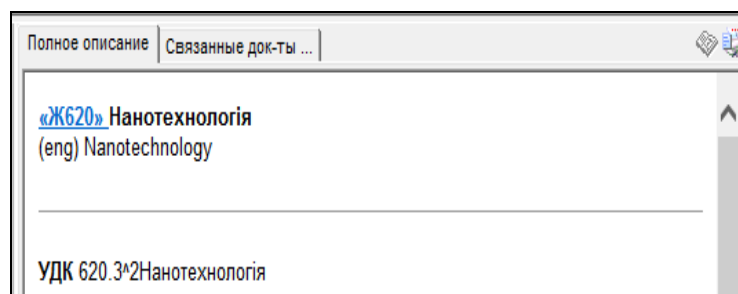 Полное описание Связанные док-ты ...
«Ж620» Нанотехнологія
(eng) Nanotechnology
УДК 620.3^2Нанотехнологія